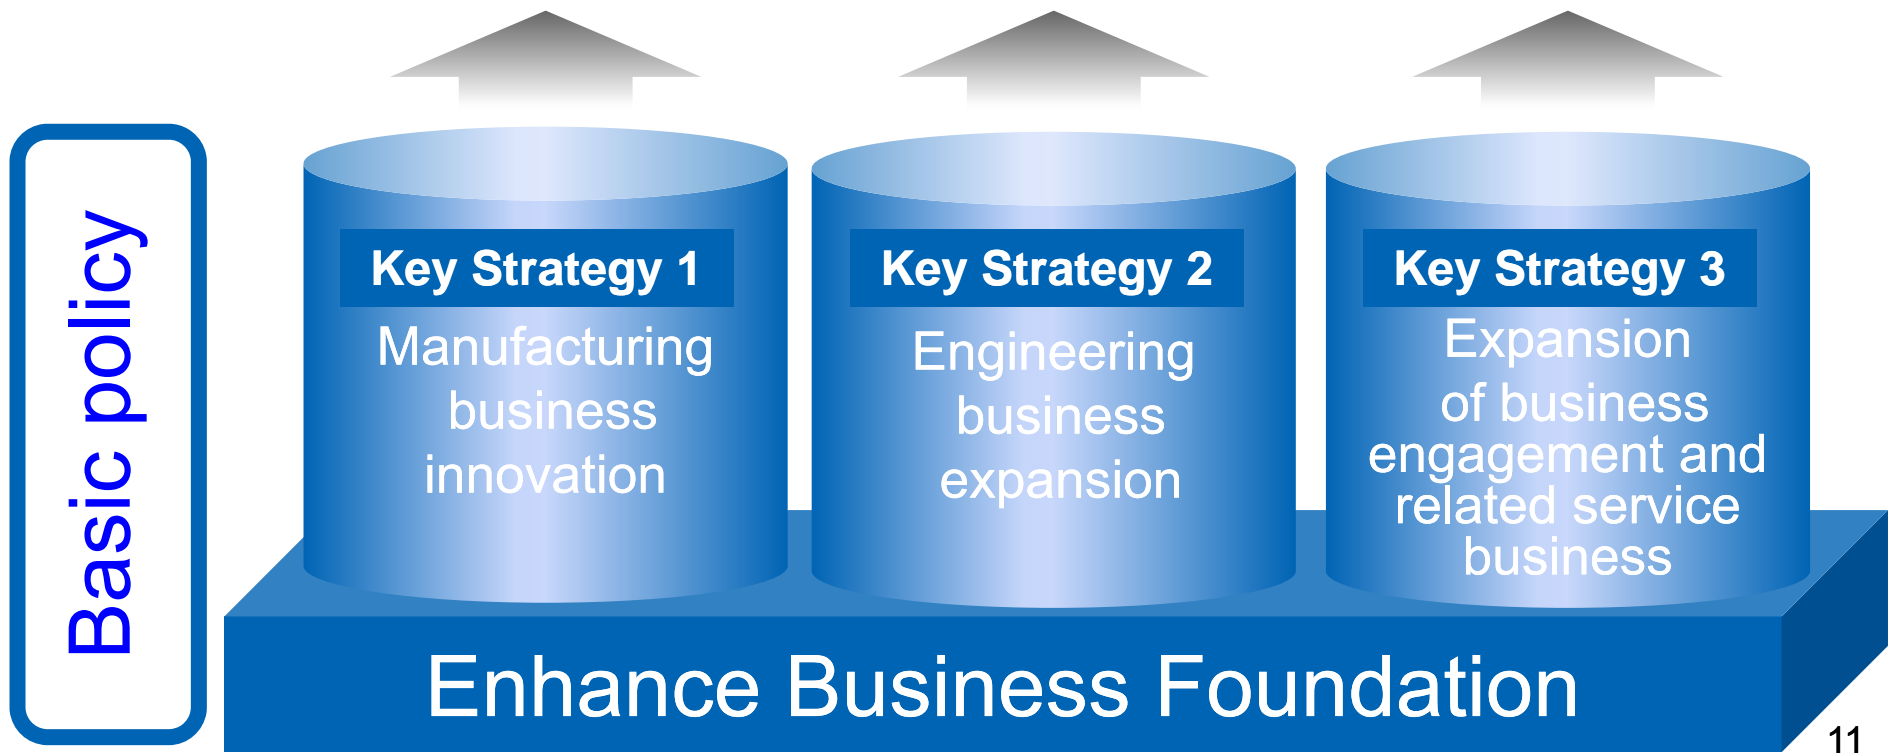 Basic policy
Key Strategy 1
Manufacturing
business
innovation
Key Strategy 2
Engineering
business
expansion
Key Strategy 3
Expansion
of business
engagement and
related service
business
Enhance Business Foundation
11